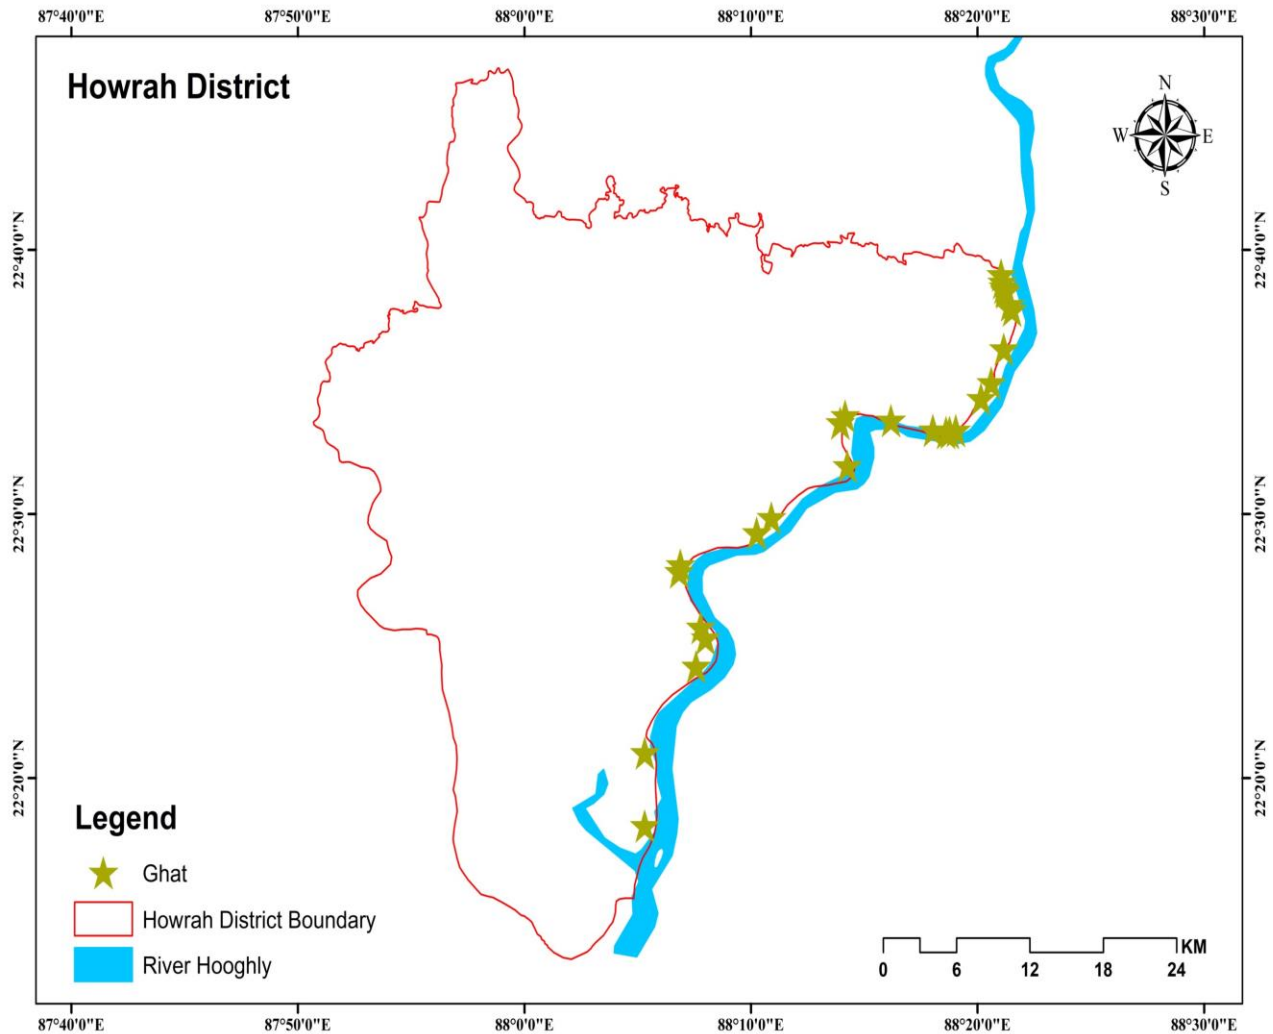 87°40'0"E 87°50'0"E 88°0'0"E 88°10'0"E 88°20'0"E 88°30'0"E
Howrah District
N
W E
S
22°40'0"N 22°40'0"N
22°30'0"N 22°30'0"N
22°20'0"N 22°20'0"N
Legend
Ghat
Howrah District Boundary
River Hooghly
KM
0 6 12 18 24
87°40'0"E 87°50'0"E 88°0'0"E 88°10'0"E 88°20'0"E 88°30'0"E